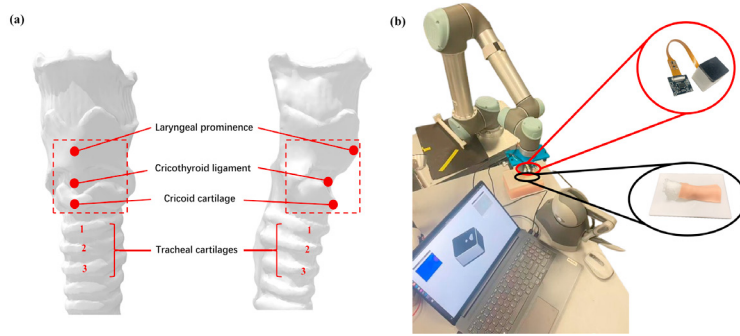 (a)
(b)
Laryngeal prominence
Cricothyroid ligament
Cricoid cartilage
1
1
2
Tracheal cartilages
2
3
3